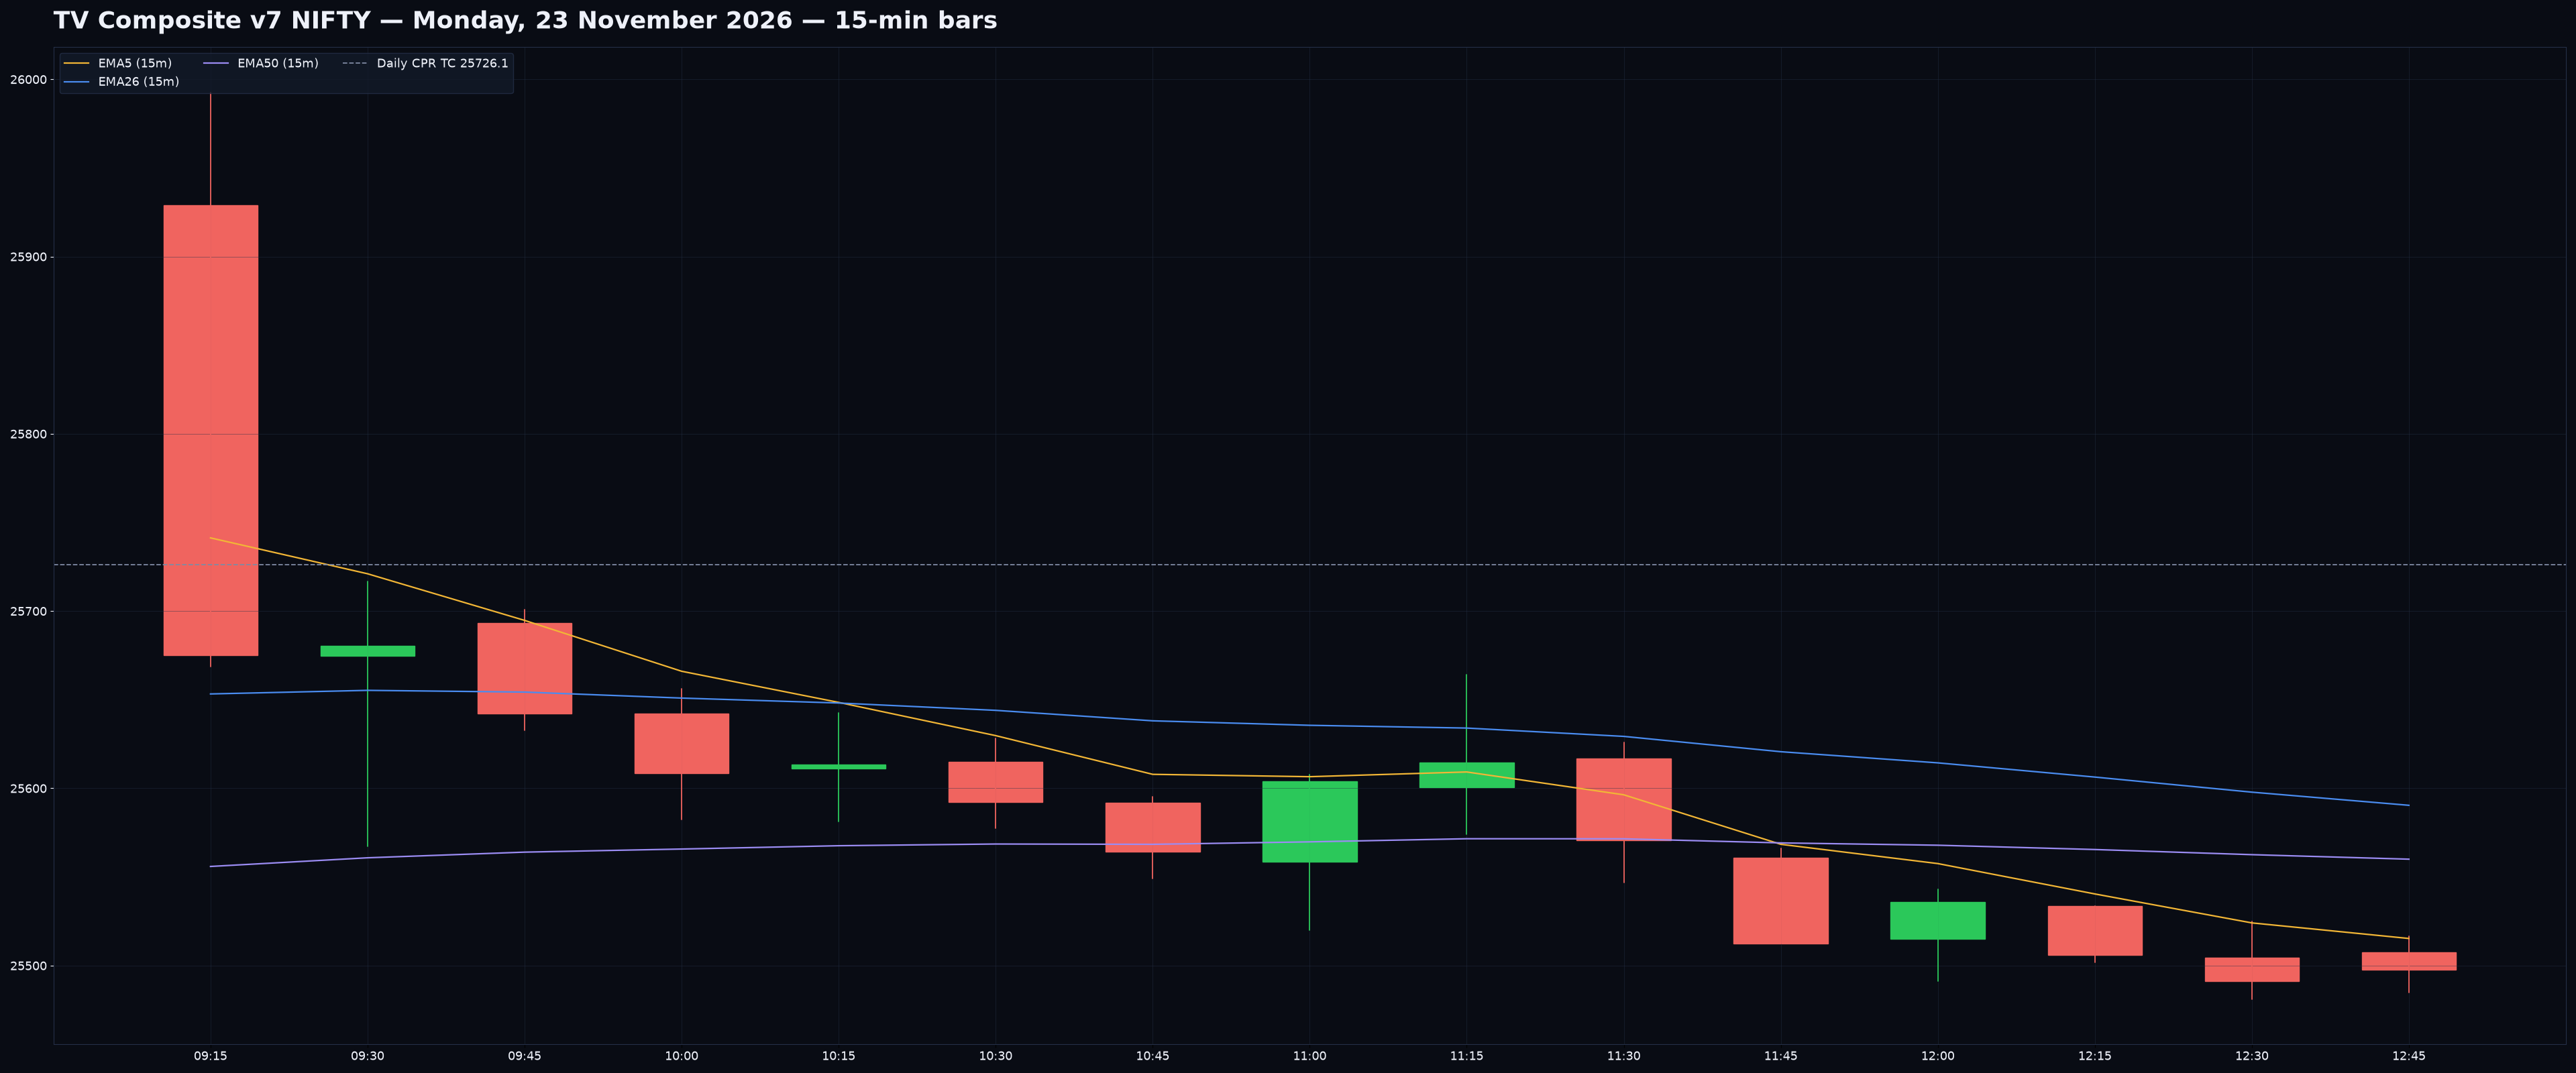 TV Composite v7 NIFTY — Monday, 23 November 2026 — 15-min bars
EMA5 (15m) EMA50 (15m) Daily CPR TC 25726.1
EMA26 (15m)
26000
25900
25800
25700
25600
25500
09:15 09:30 09:45 10:00 10:15 10:30 10:45 11:00 11:15 11:30 11:45 12:00 12:15 12:30 12:45